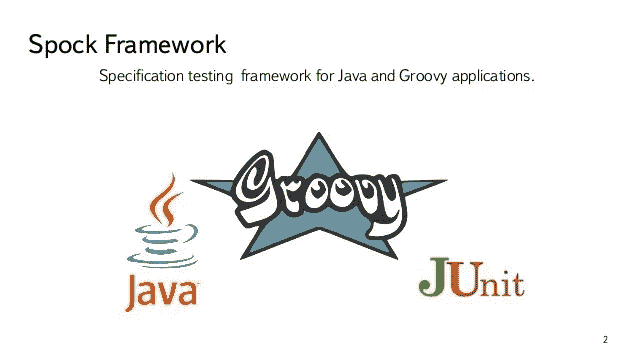 Spock Framework
Specification testing framework for Java and Groovy applications.
Groovy
Java
JUnit
2